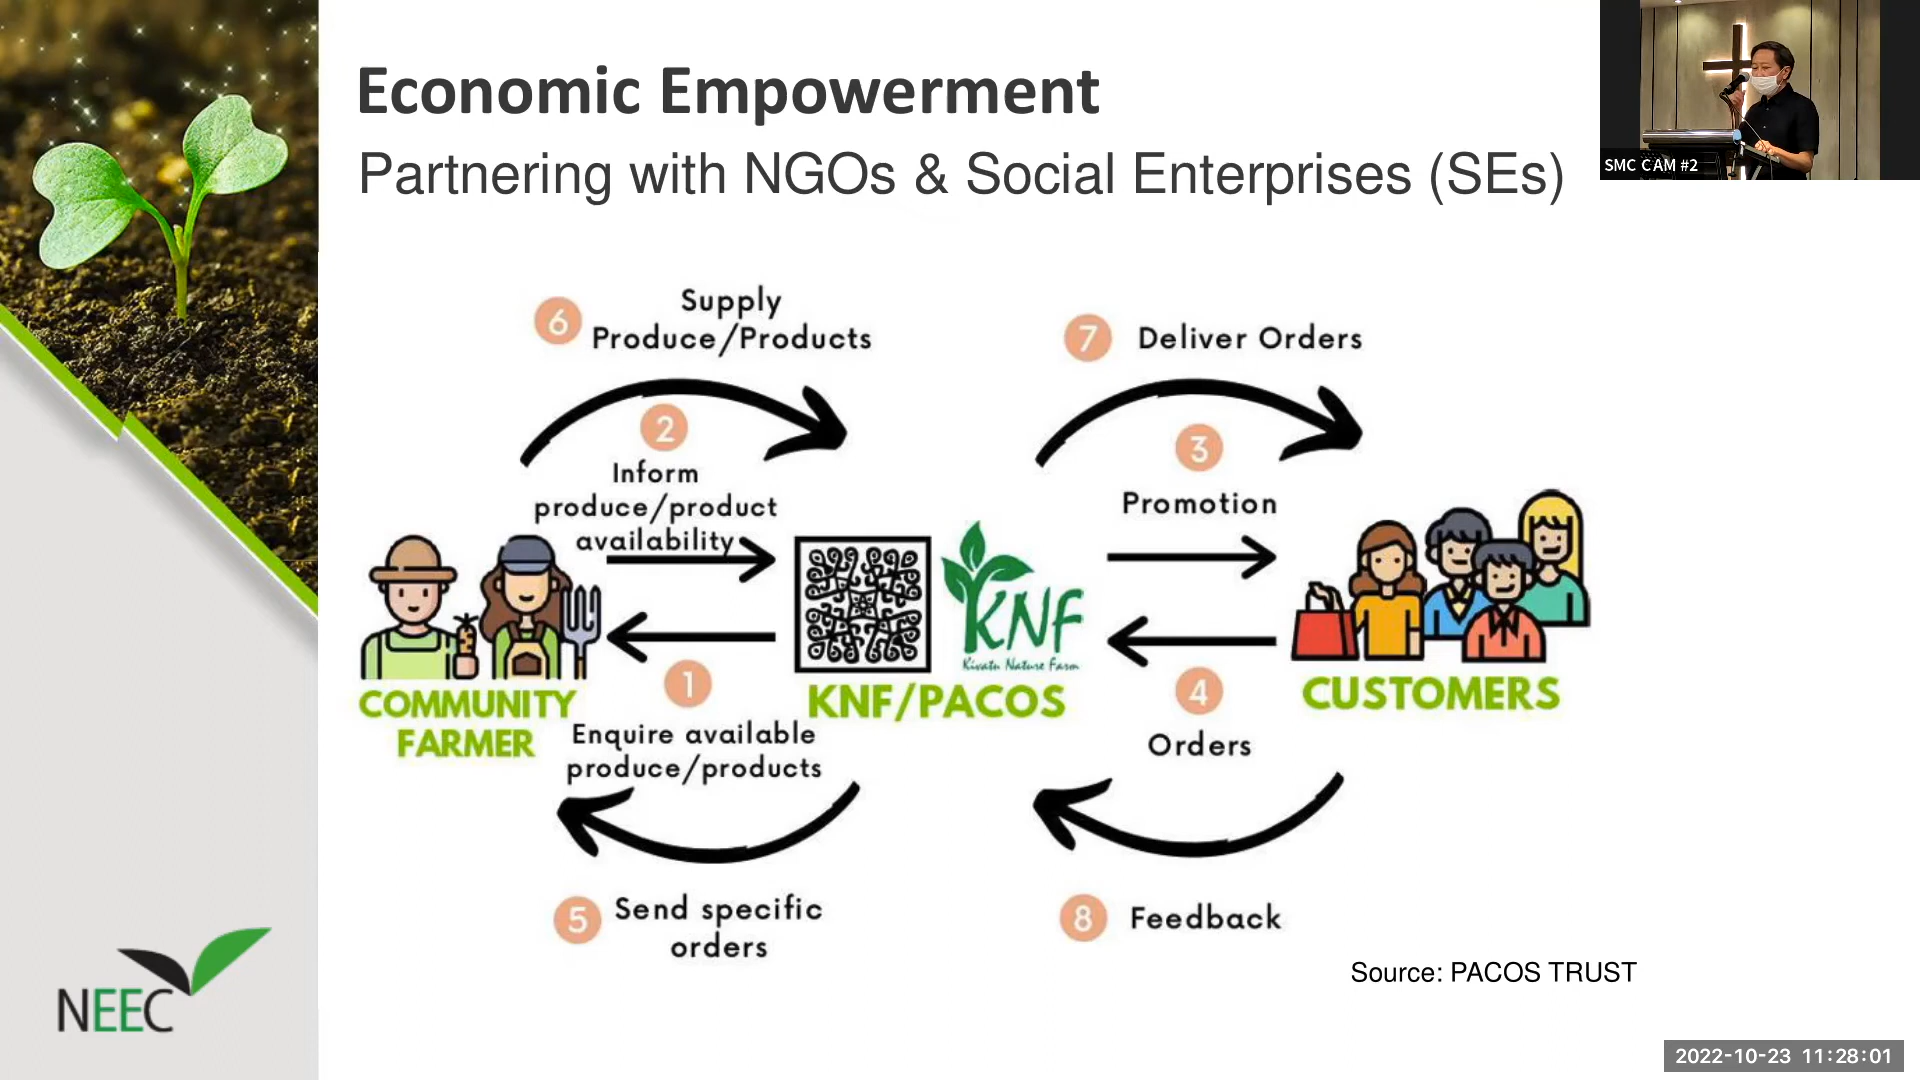 Economic Empowerment
Partnering with NGOs & Social Enterprises (SEs)
SMC CAM #2
6
Supply
Produce/Products
7
Deliver Orders
2
Inform
produce/product
availability
3
Promotion
KNF
Kivatu Nature Farm
COMMUNITY
FARMER
1
Enquire available
produce/products
KNF/PACOS
4
Orders
CUSTOMERS
5
Send specific
orders
8
Feedback
Source: PACOS TRUST
NEEC
2022-10-23 11:28:01